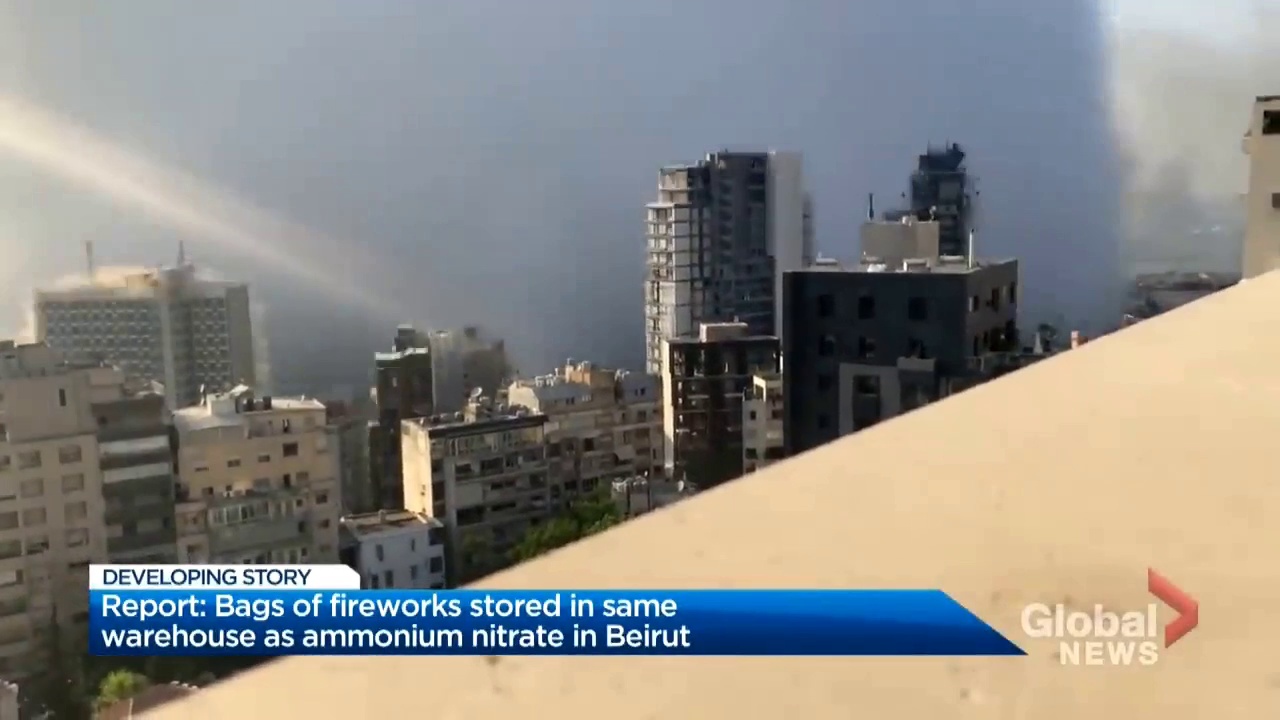 DEVELOPING STORY
Report: Bags of fireworks stored in same
warehouse as ammonium nitrate in Beirut
Global
NEWS